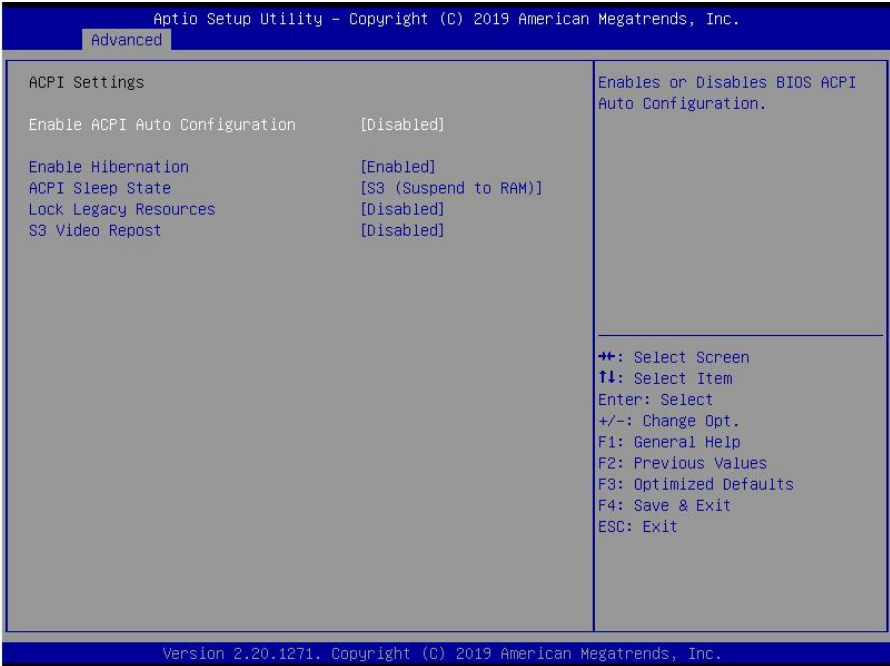 Aptio Setup Utility – Copyright (C) 2019 American Megatrends, Inc.
Advanced
ACPI Settings
Enable ACPI Auto Configuration [Disabled]
Enable Hibernation [Enabled]
ACPI Sleep State [S3 (Suspend to RAM)]
Lock Legacy Resources [Disabled]
S3 Video Repost [Disabled]
Enables or Disables BIOS ACPI
Auto Configuration.
→←: Select Screen
↑↓: Select Item
Enter: Select
+/-: Change Opt.
F1: General Help
F2: Previous Values
F3: Optimized Defaults
F4: Save & Exit
ESC: Exit
Version 2.20.1271. Copyright (C) 2019 American Megatrends, Inc.